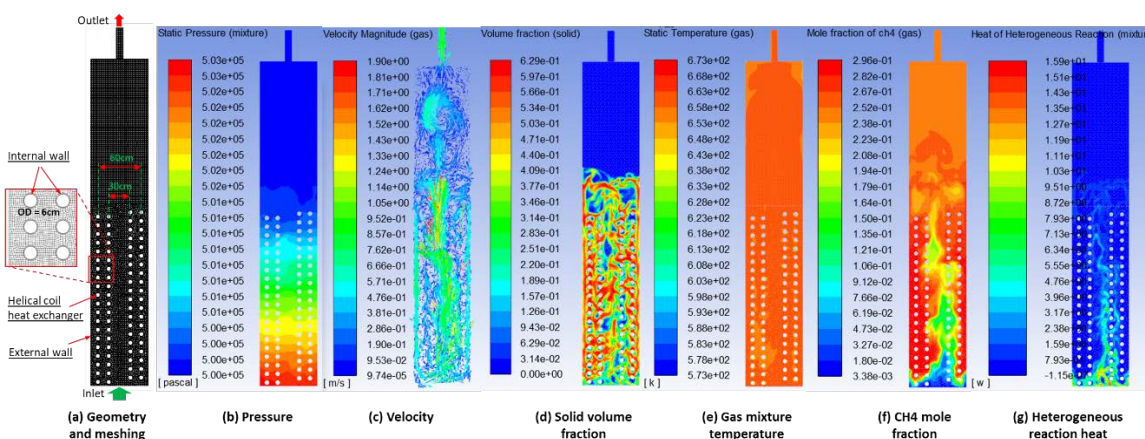 Outlet
Internal wall
OD = 6cm
60cm
30cm
Helical coil
heat exchanger
External wall
Inlet
(a) Geometry
and meshing
Static Pressure (mixture)
5.03e+05
5.03e+05
5.02e+05
5.02e+05
5.02e+05
5.02e+05
5.02e+05
5.02e+05
5.01e+05
5.01e+05
5.01e+05
5.01e+05
5.01e+05
5.01e+05
5.01e+05
5.00e+05
5.00e+05
5.00e+05
5.00e+05
5.00e+05
[ pascal ]
(b) Pressure
Velocity Magnitude (gas)
1.90e+00
1.81e+00
1.71e+00
1.62e+00
1.52e+00
1.43e+00
1.33e+00
1.24e+00
1.14e+00
1.05e+00
9.52e-01
8.57e-01
7.62e-01
6.66e-01
5.71e-01
4.76e-01
3.81e-01
2.86e-01
1.90e-01
9.53e-02
9.74e-05
[ m/s ]
(c) Velocity
Volume fraction (solid)
6.29e-01
5.97e-01
5.66e-01
5.34e-01
5.03e-01
4.71e-01
4.40e-01
4.09e-01
3.77e-01
3.46e-01
3.14e-01
2.83e-01
2.51e-01
2.20e-01
1.89e-01
1.57e-01
1.26e-01
9.43e-02
6.29e-02
3.14e-02
0.00e+00
(d) Solid volume
fraction
Static Temperature (gas)
6.73e+02
6.68e+02
6.63e+02
6.58e+02
6.53e+02
6.48e+02
6.43e+02
6.38e+02
6.33e+02
6.28e+02
6.23e+02
6.18e+02
6.13e+02
6.08e+02
6.03e+02
5.98e+02
5.93e+02
5.88e+02
5.83e+02
5.78e+02
5.73e+02
[ k ]
(e) Gas mixture
temperature
Mole fraction of ch4 (gas)
2.96e-01
2.82e-01
2.67e-01
2.52e-01
2.38e-01
2.23e-01
2.08e-01
1.94e-01
1.79e-01
1.64e-01
1.50e-01
1.35e-01
1.21e-01
1.06e-01
9.12e-02
7.66e-02
6.19e-02
4.73e-02
3.27e-02
1.80e-02
3.38e-03
(f) CH4 mole
fraction
Heat of Heterogeneous Reaction (mixtur
1.59e+01
1.51e+01
1.43e+01
1.35e+01
1.27e+01
1.19e+01
1.11e+01
1.03e+01
9.51e+00
8.72e+00
7.93e+00
7.13e+00
6.34e+00
5.55e+00
4.76e+00
3.96e+00
3.17e+00
2.38e+00
1.59e+00
7.93e-01
-1.15e
[ w ]
(g) Heterogeneous
reaction heat